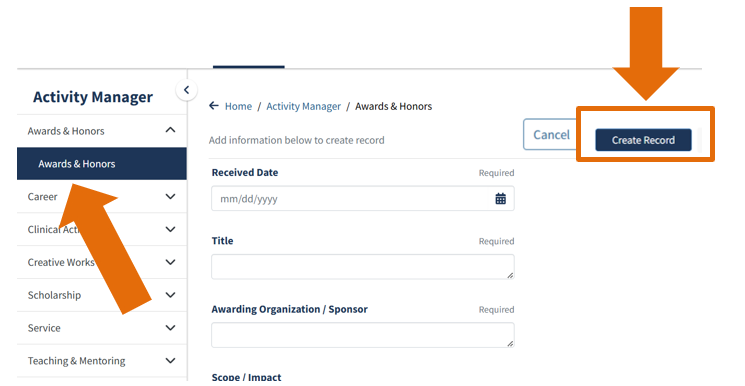 Activity Manager
Awards & Honors
Awards & Honors
Career
Clinical Acti
Creative Works
Scholarship
Service
Teaching & Mentoring
Home / Activity Manager / Awards & Honors
Add information below to create record
Cancel
Create Record
Received Date Required
mm/dd/yyyy
Title Required
Awarding Organization / Sponsor Required
Scope / Impact